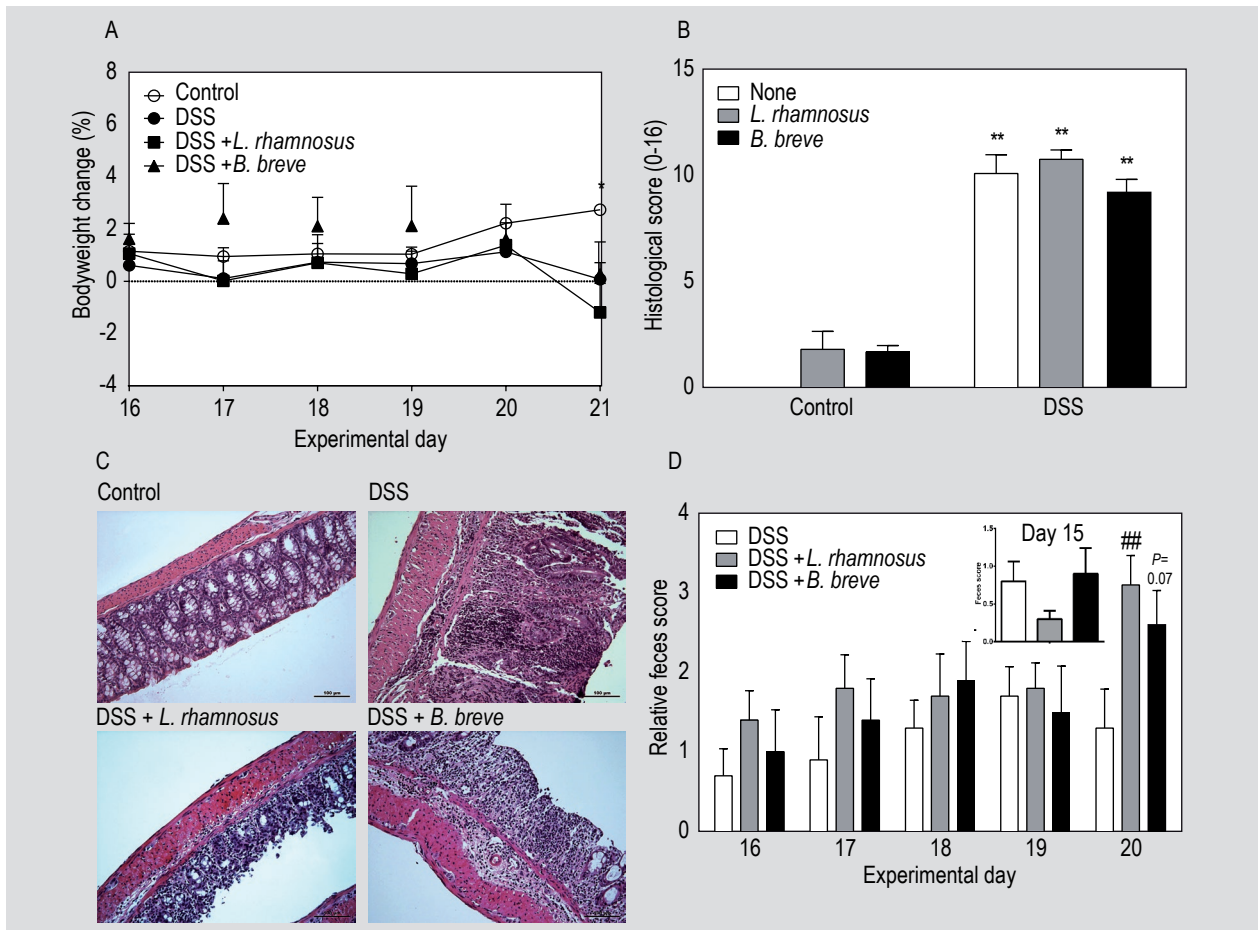 A
8
6
4
2
0
-2
-4
Bodyweight change (%)
Control
DSS
DSS +L. rhamnosus
DSS +B. breve
*
16 17 18 19 20 21
Experimental day
B
15
10
5
0
Histological score (0-16)
None
L. rhamnosus
B. breve
** ** **
Control DSS
C
Control DSS
100 µm 100 µm
DSS + L. rhamnosus DSS + B. breve
D
4
3
2
1
0
Relative feces score
DSS
DSS +L. rhamnosus
DSS +B. breve
Day 15
1.5
1.0
0.5
0.0
Feces score
##
P=
0.07
16 17 18 19 20
Experimental day